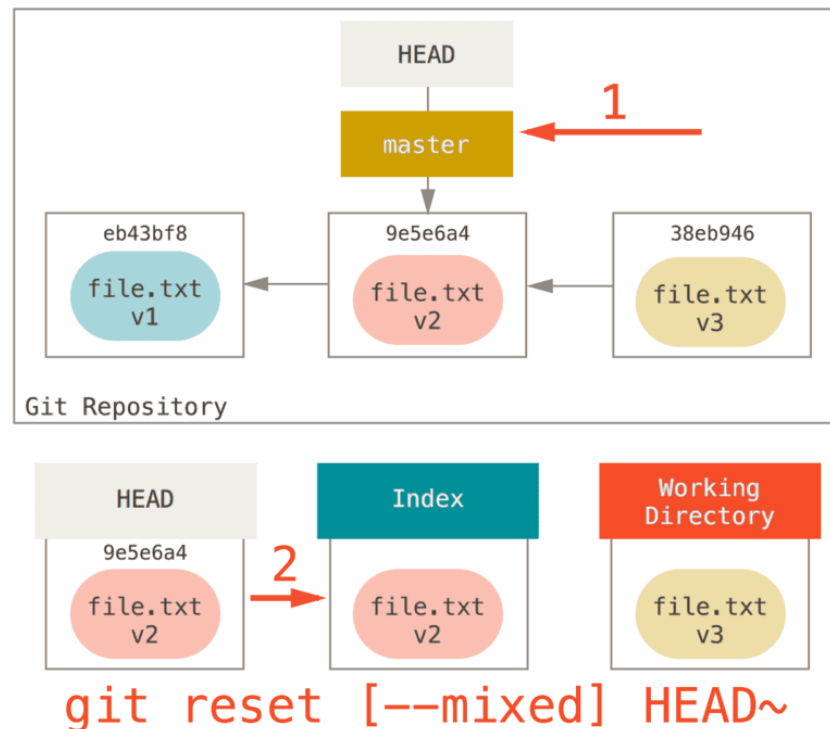 HEAD
1
master
eb43bf8
9e5e6a4
38eb946
file.txt
v1
file.txt
v2
file.txt
v3
Git Repository
HEAD
Index
Working
Directory
9e5e6a4
2
file.txt
v2
file.txt
v2
file.txt
v3
git reset [--mixed] HEAD~